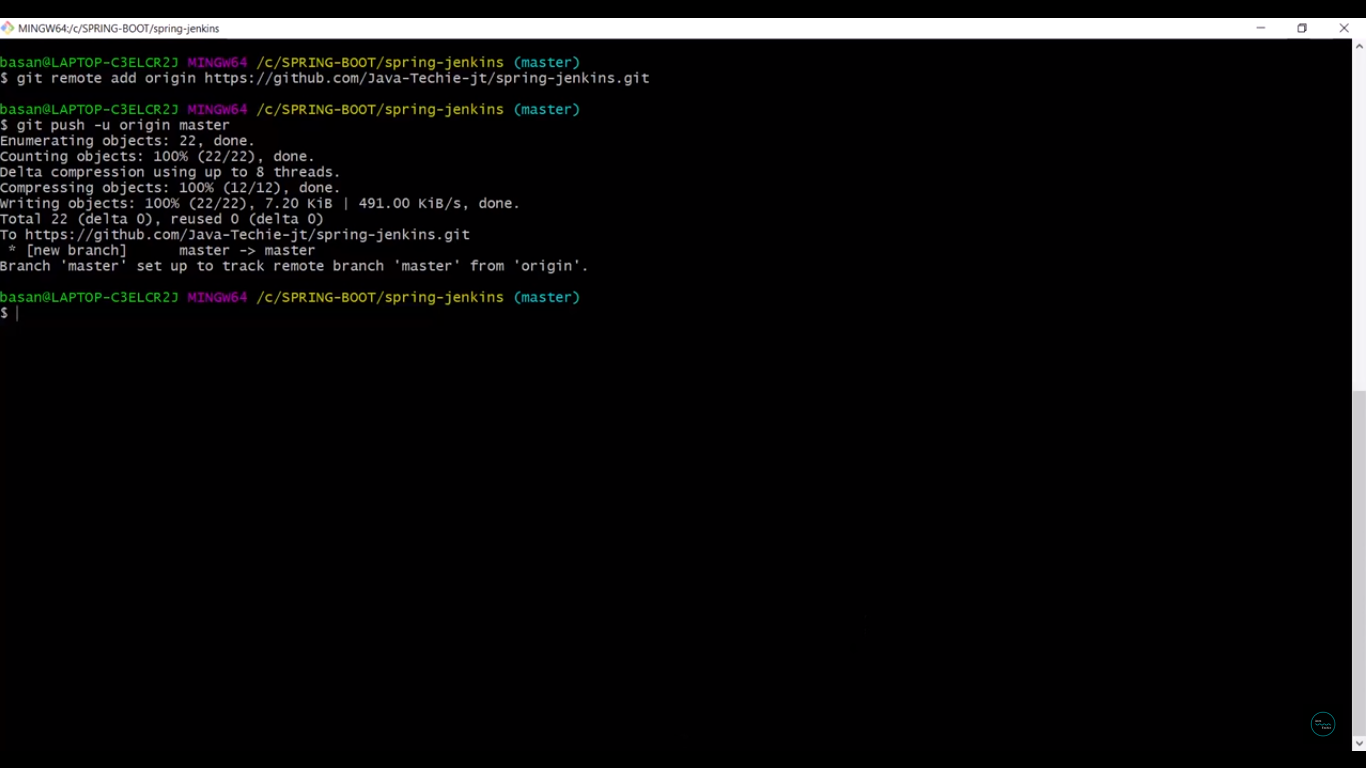 MINGW64:/c/SPRING-BOOT/spring-jenkins
basan@LAPTOP-C3ELCR2J MINGW64 /c/SPRING-BOOT/spring-jenkins (master)
$ git remote add origin https://github.com/Java-Techie-jt/spring-jenkins.git
basan@LAPTOP-C3ELCR2J MINGW64 /c/SPRING-BOOT/spring-jenkins (master)
$ git push -u origin master
Enumerating objects: 22, done.
Counting objects: 100% (22/22), done.
Delta compression using up to 8 threads.
Compressing objects: 100% (12/12), done.
Writing objects: 100% (22/22), 7.20 KiB | 491.00 KiB/s, done.
Total 22 (delta 0), reused 0 (delta 0)
To https://github.com/Java-Techie-jt/spring-jenkins.git
 * [new branch]      master -> master
Branch 'master' set up to track remote branch 'master' from 'origin'.
basan@LAPTOP-C3ELCR2J MINGW64 /c/SPRING-BOOT/spring-jenkins (master)
$